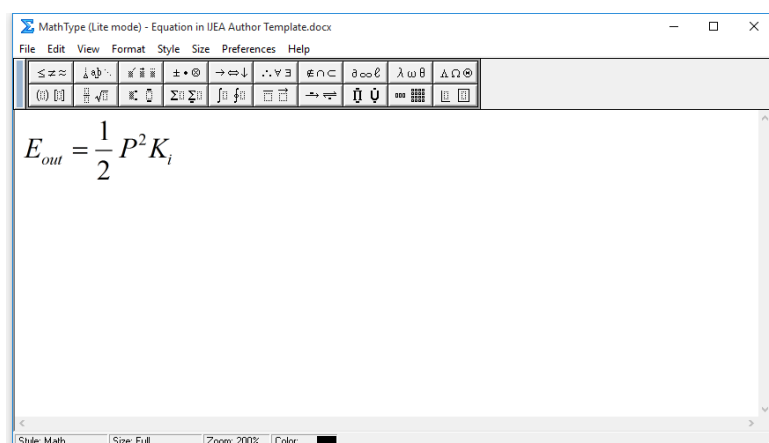 MathType (Lite mode) - Equation in IJEA Author Template.docx
File Edit View Format Style Size Preferences Help
≤ ≠ ≈ ± • ⊗ → ⇔ ↓ ∴ ∀ ∃ ∉ ∩ ⊂ ∂ ∞ ℓ λ ω θ Λ Ω ⊛
E_out = 1/2 P² K_i
Style: Math Size: Full Zoom: 200% Color: